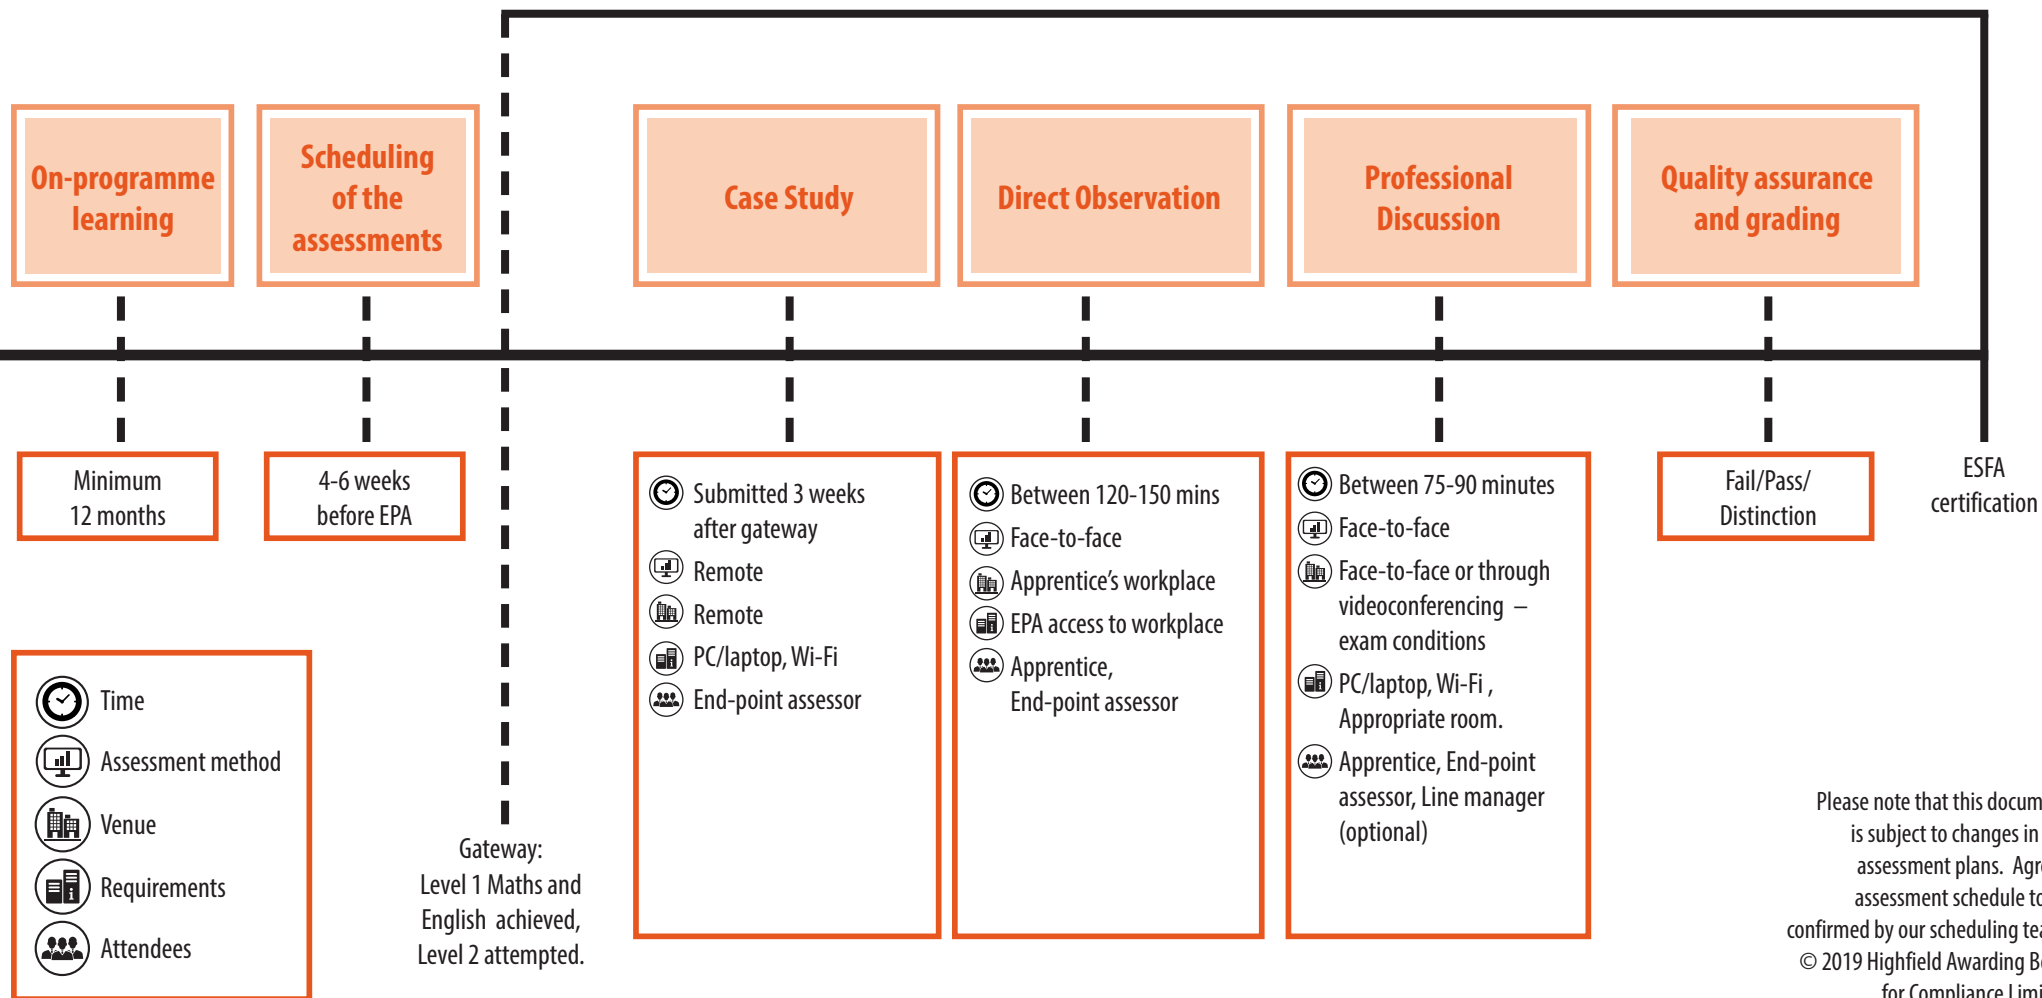 On-programme
learning
Scheduling
of the
assessments
Case Study
Direct Observation
Professional
Discussion
Quality assurance
and grading
Minimum
12 months
4-6 weeks
before EPA
Submitted 3 weeks
after gateway
Remote
Remote
PC/laptop, Wi-Fi
End-point assessor
Between 120-150 mins
Face-to-face
Apprentice's workplace
EPA access to workplace
Apprentice,
End-point assessor
Between 75-90 minutes
Face-to-face
Face-to-face or through
videoconferencing –
exam conditions
PC/laptop, Wi-Fi ,
Appropriate room.
Apprentice, End-point
assessor, Line manager
(optional)
Fail/Pass/
Distinction
ESFA
certification
Time
Assessment method
Venue
Requirements
Attendees
Gateway:
Level 1 Maths and
English achieved,
Level 2 attempted.
Please note that this docum
is subject to changes in
assessment plans. Agr
assessment schedule to
confirmed by our scheduling tea
© 2019 Highfield Awarding B
for Compliance Limi